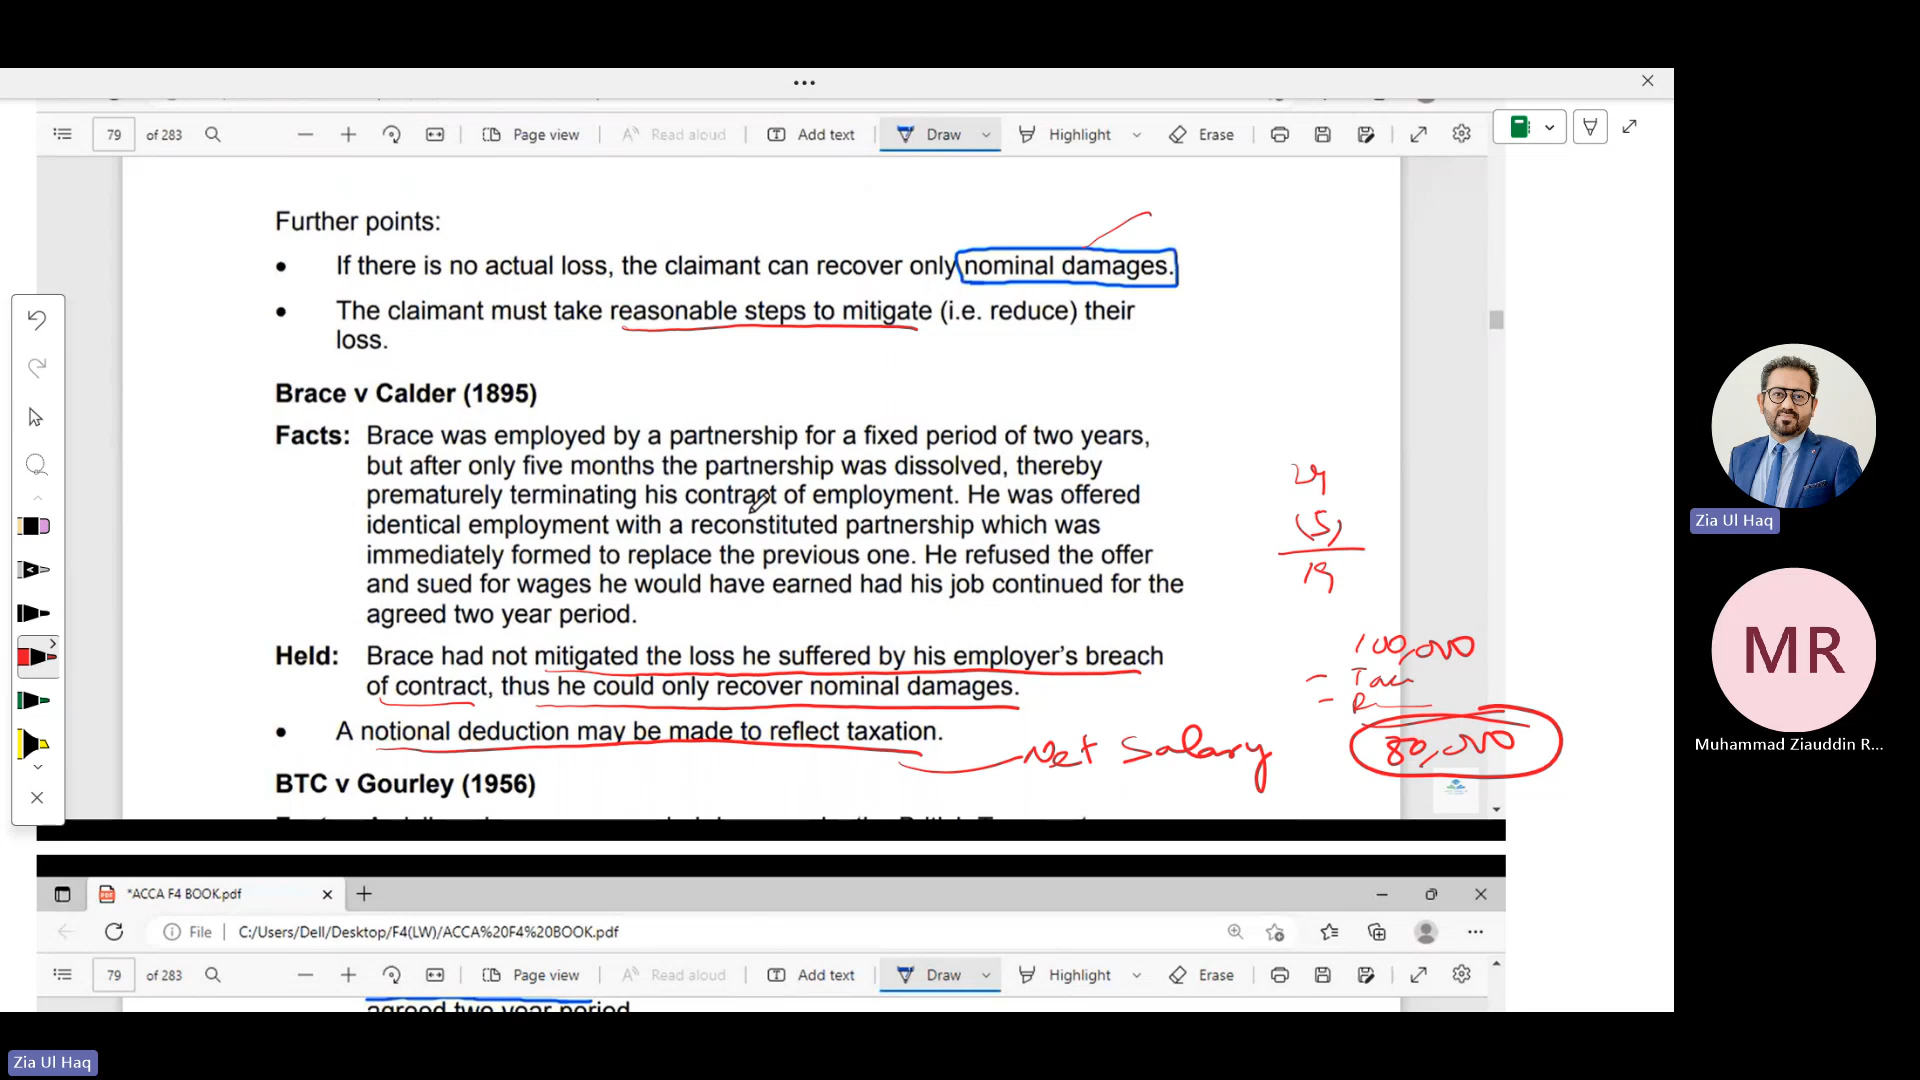 79 of 283 Page view Read aloud Add text Draw Highlight Erase
Further points:
• If there is no actual loss, the claimant can recover only nominal damages.
• The claimant must take reasonable steps to mitigate (i.e. reduce) their
loss.
Brace v Calder (1895)
Facts: Brace was employed by a partnership for a fixed period of two years,
but after only five months the partnership was dissolved, thereby
prematurely terminating his contract of employment. He was offered
identical employment with a reconstituted partnership which was
immediately formed to replace the previous one. He refused the offer
and sued for wages he would have earned had his job continued for the
agreed two year period.
24
(5)
19
Held: Brace had not mitigated the loss he suffered by his employer’s breach
of contract, thus he could only recover nominal damages.
100,000
- Tax
-
80,000
• A notional deduction may be made to reflect taxation.
Net Salary
BTC v Gourley (1956)
*ACCA F4 BOOK.pdf
File C:/Users/Dell/Desktop/F4(LW)/ACCA%20F4%20BOOK.pdf
79 of 283 Page view Read aloud Add text Draw Highlight Erase
agreed two year period
Zia Ul Haq
MR
Muhammad Ziauddin R...
Zia Ul Haq